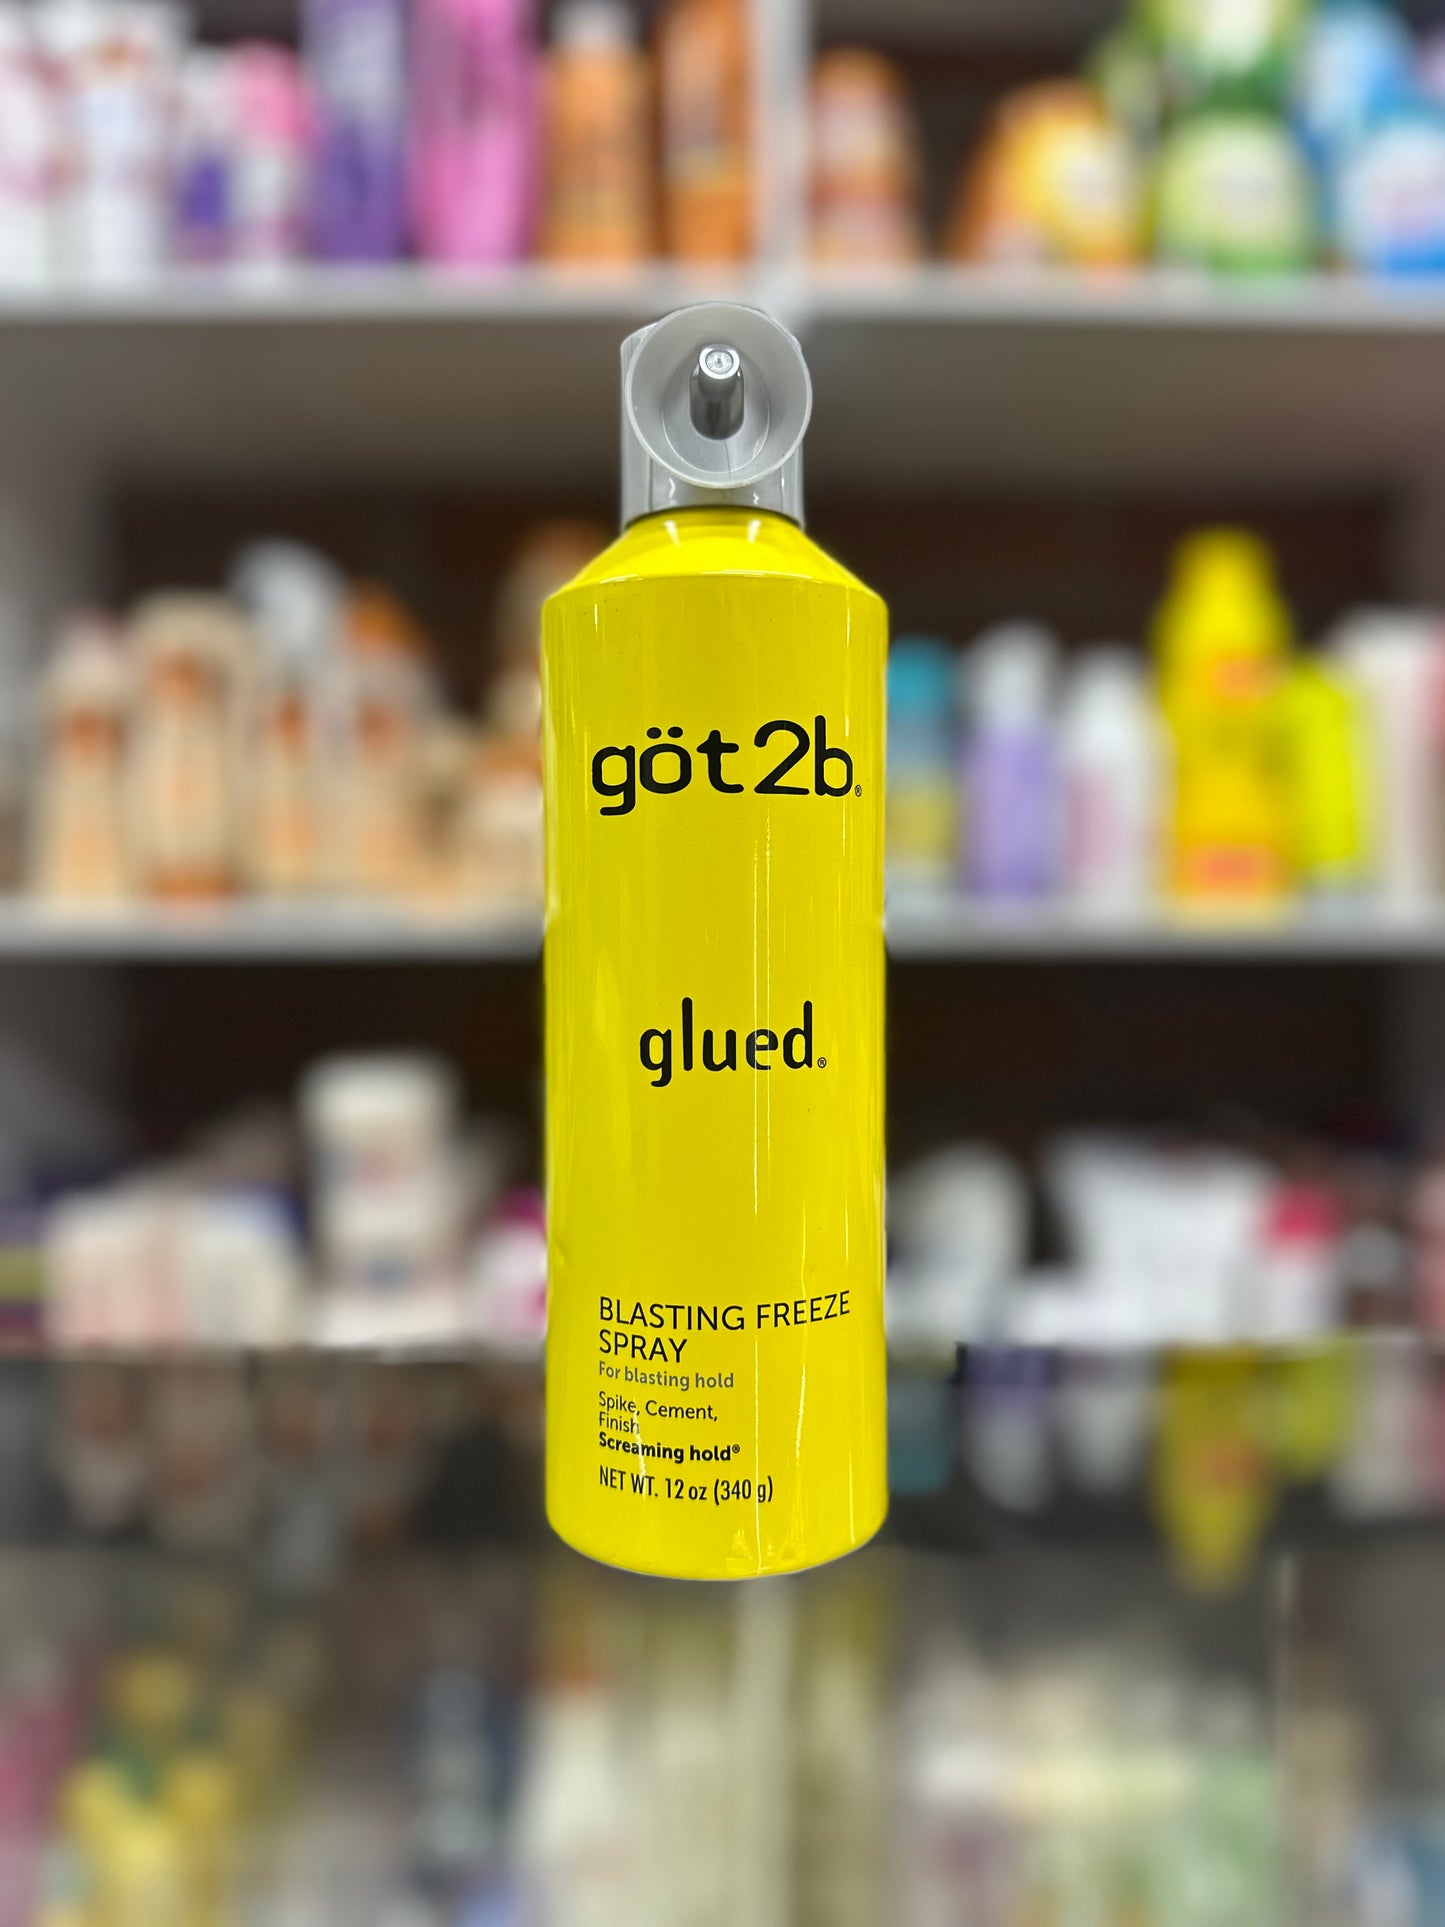 göt2b®
glued®
BLASTING FREEZE
SPRAY
For blasting hold
Spike, Cement,
Finish
Screaming hold®
NET WT. 12 oz (340 g)